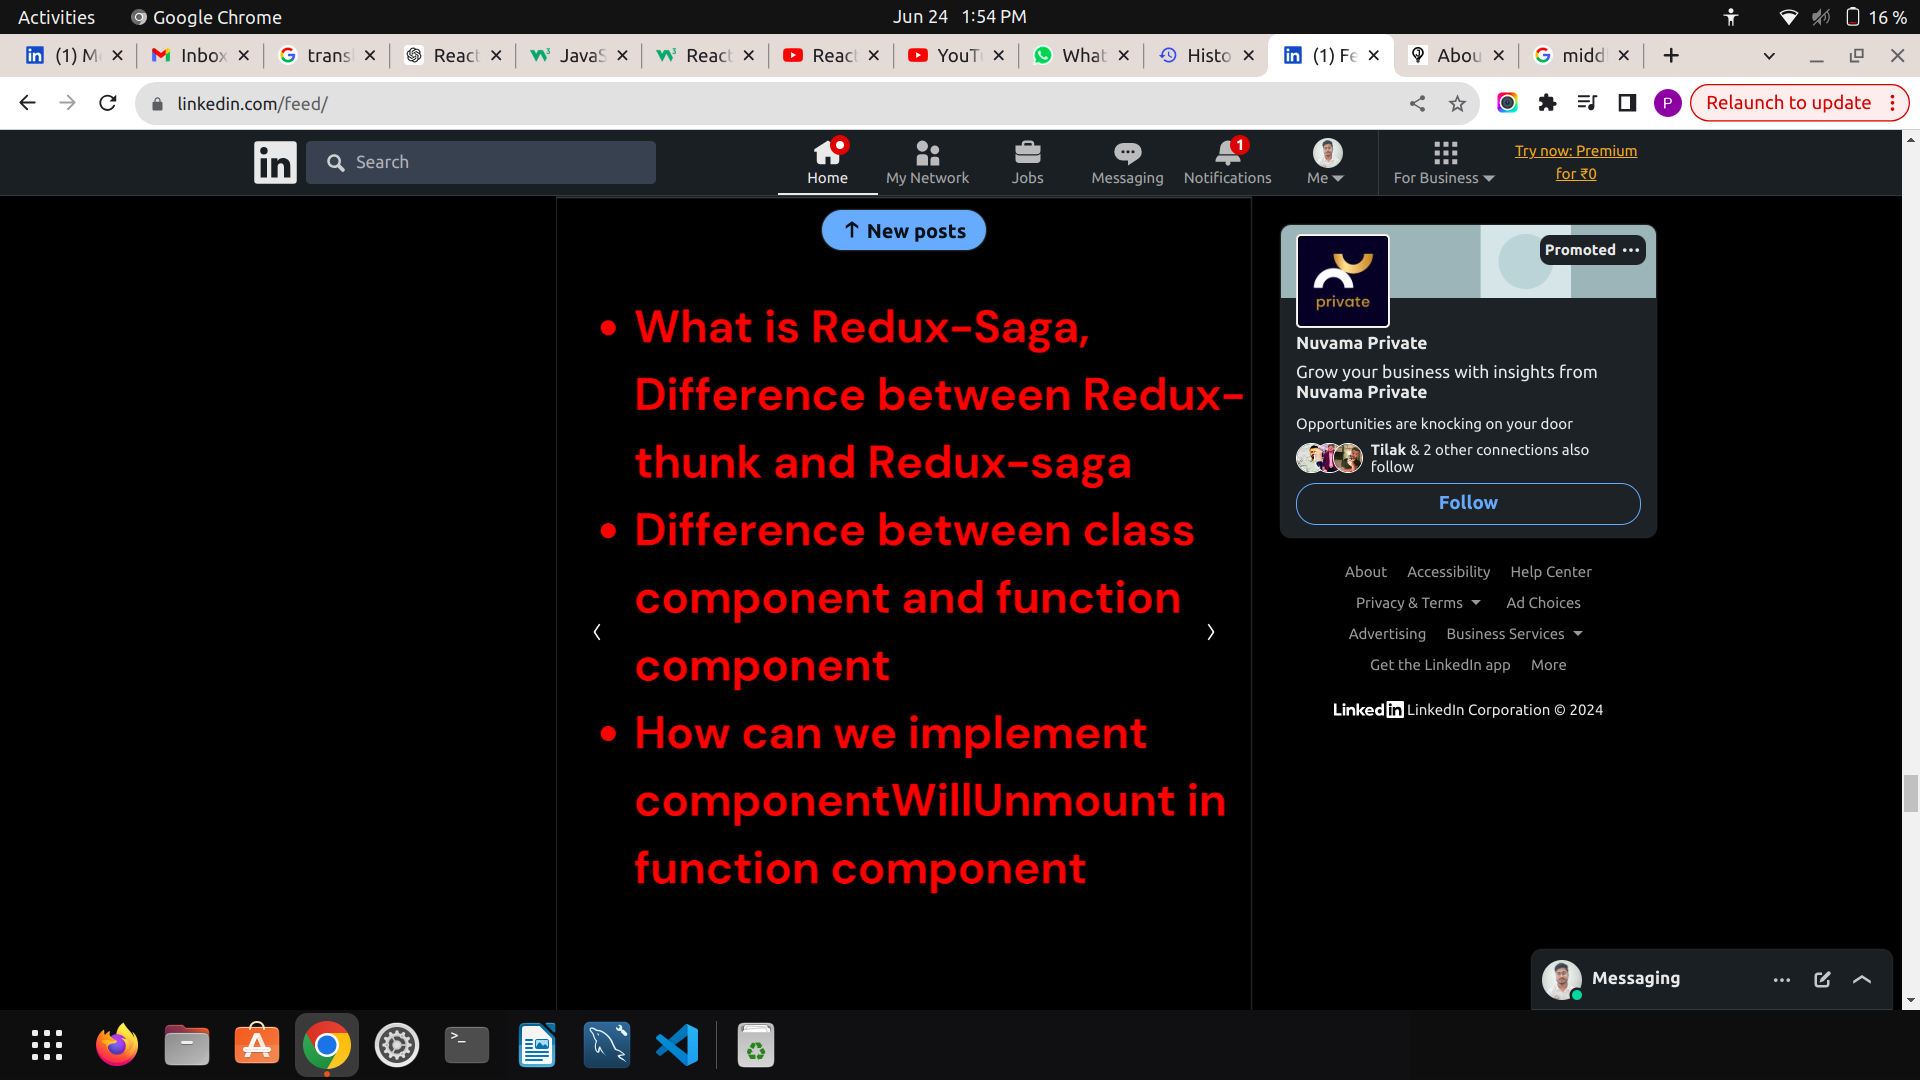 Activities
Google Chrome
Jun 24 1:54 PM
16 %
(1) M
Inbox
trans
React
JavaS
React
React
YouTu
What
Histo
(1) Fe
Abou
midd
linkedin.com/feed/
P
Relaunch to update
in
Search
Home
My Network
Jobs
Messaging
1
Notifications
Me
For Business
Try now: Premium
for ₹0
New posts
• What is Redux-Saga,
Difference between Redux-
thunk and Redux-saga
• Difference between class
component and function
component
• How can we implement
componentWillUnmount in
function component
Promoted
private
Nuvama Private
Grow your business with insights from
Nuvama Private
Opportunities are knocking on your door
Tilak & 2 other connections also
follow
Follow
About Accessibility Help Center
Privacy & Terms Ad Choices
Advertising Business Services
Get the LinkedIn app More
LinkedIn LinkedIn Corporation © 2024
Messaging